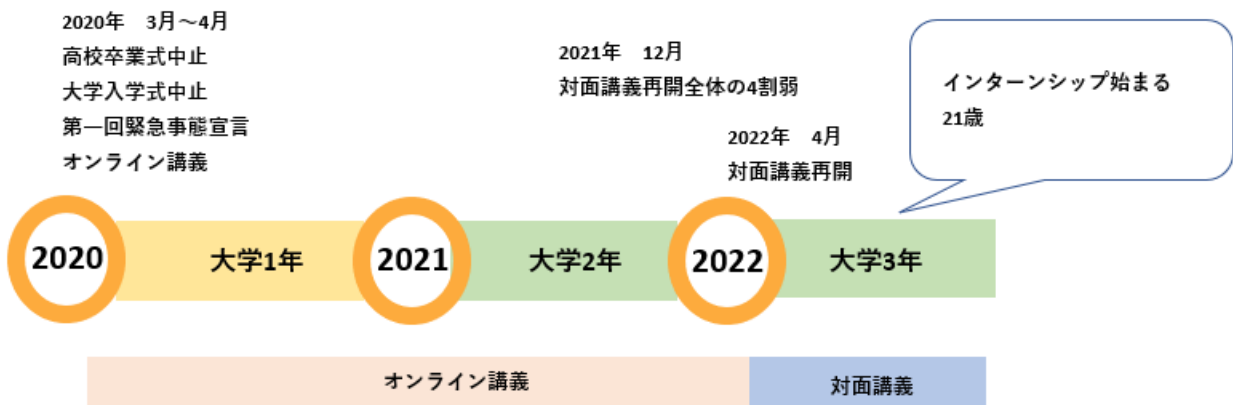 2020年　3月～4月
高校卒業式中止
大学入学式中止
第一回緊急事態宣言
オンライン講義
2021年　12月
対面講義再開全体の4割弱
2022年　4月
対面講義再開
インターンシップ始まる
21歳
2020
大学1年
2021
大学2年
2022
大学3年
オンライン講義
対面講義